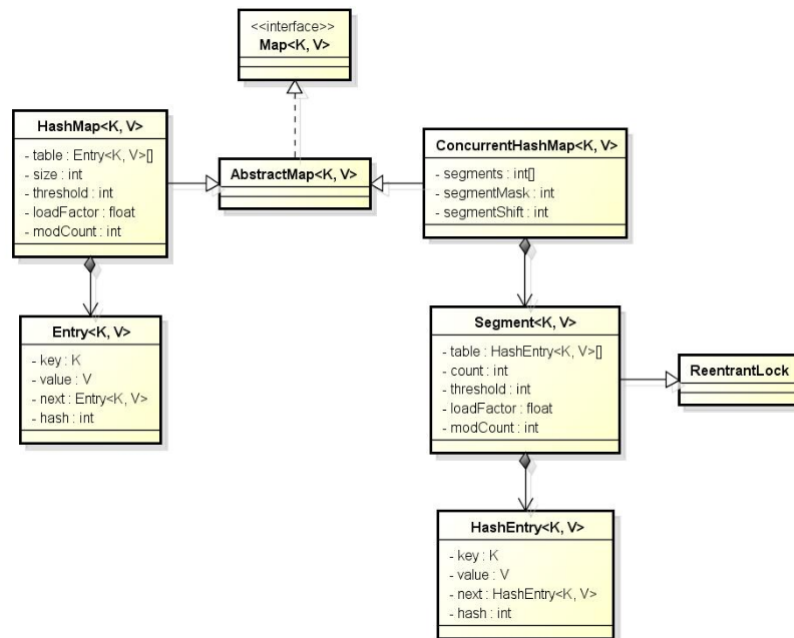 <<interface>>
Map<K, V>
HashMap<K, V>
- table : Entry<K, V>[]
- size : int
- threshold : int
- loadFactor : float
- modCount : int
AbstractMap<K, V>
ConcurrentHashMap<K, V>
- segments : int[]
- segmentMask : int
- segmentShift : int
Entry<K, V>
- key : K
- value : V
- next : Entry<K, V>
- hash : int
Segment<K, V>
- table : HashEntry<K, V>[]
- count : int
- threshold : int
- loadFactor : float
- modCount : int
ReentrantLock
HashEntry<K, V>
- key : K
- value : V
- next : HashEntry<K, V>
- hash : int